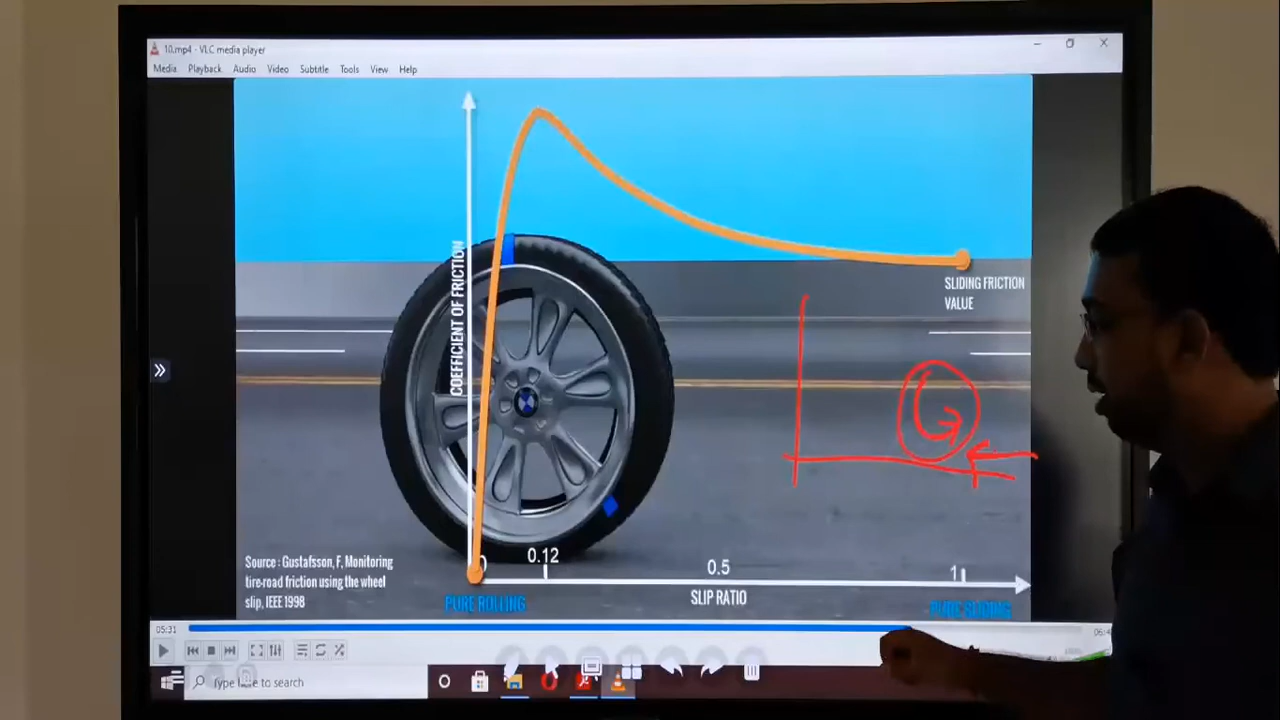 10.mp4 - VLC media player
Media Playback Audio Video Subtitle Tools View Help
COEFFICIENT OF FRICTION
SLIDING FRICTION
VALUE
0.12
0.5
1
Source : Gustafsson, F, Monitoring
tire-road friction using the wheel
slip, IEEE 1998
PURE ROLLING
SLIP RATIO
PURE SLIDING
05:31
Type here to search